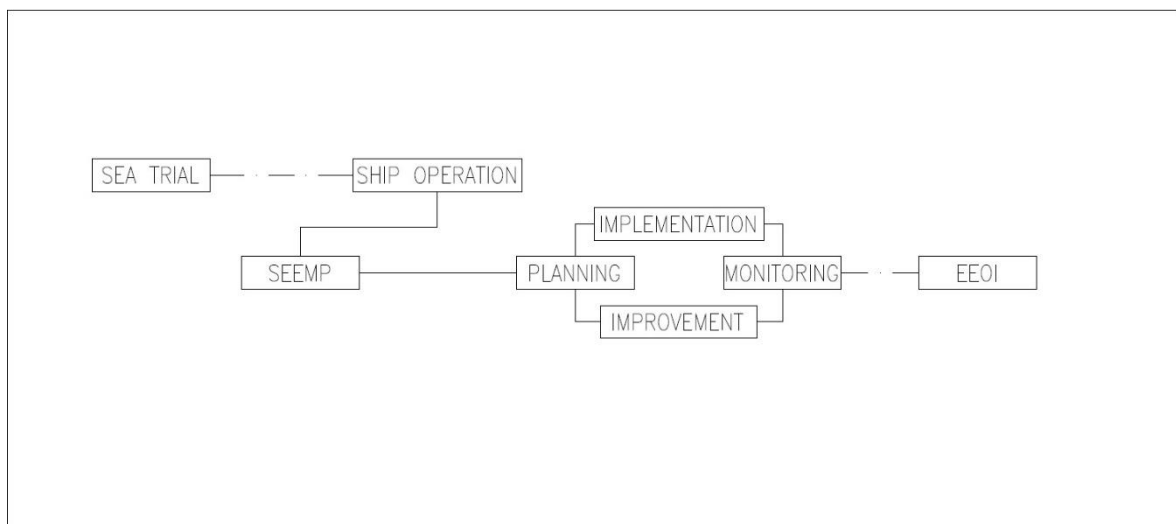 SEA TRIAL
SHIP OPERATION
IMPLEMENTATION
SEEMP
PLANNING
MONITORING
EEOI
IMPROVEMENT